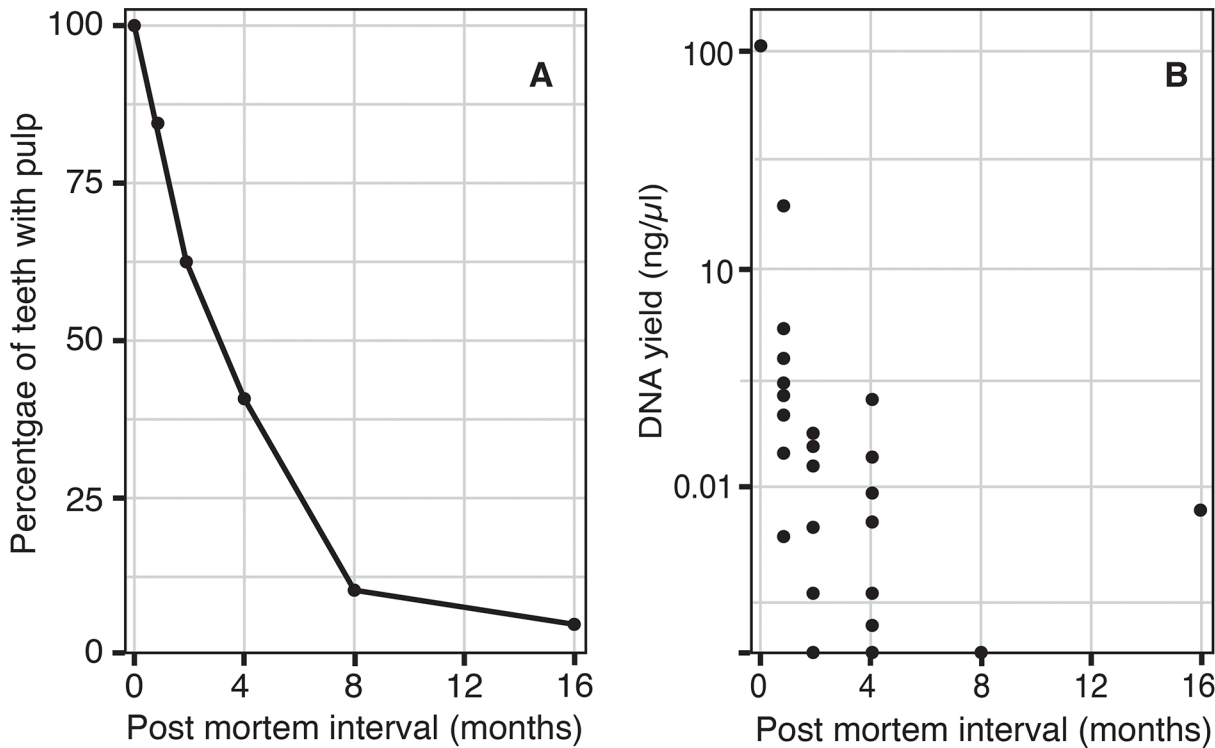 A
Percentgae of teeth with pulp
100
75
50
25
0
0 4 8 12 16
Post mortem interval (months)
B
DNA yield (ng/µl)
100
10
0.01
0 4 8 12 16
Post mortem interval (months)